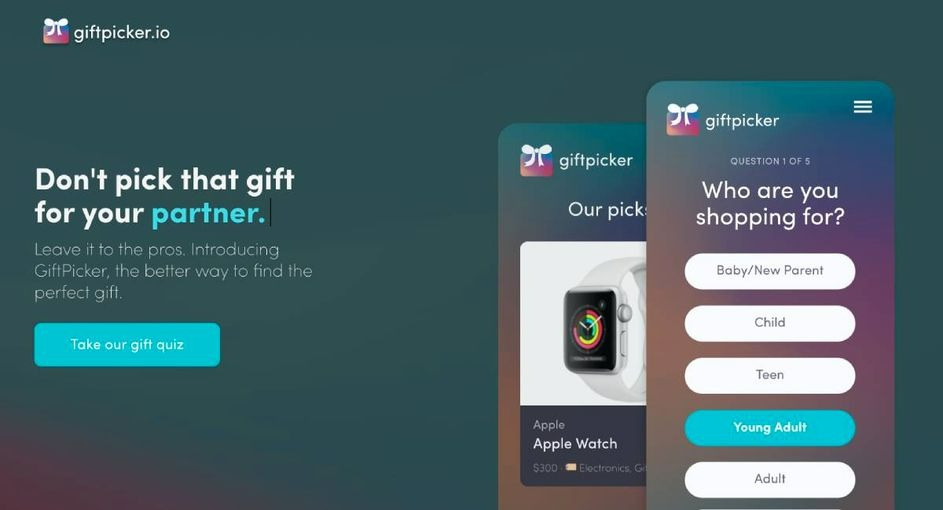 giftpicker.io
Don't pick that gift
for your partner.
Leave it to the pros. Introducing
GiftPicker, the better way to find the
perfect gift.
Take our gift quiz
giftpicker
Our picks
Apple
Apple Watch
$300 · Electronics,
giftpicker
QUESTION 1 OF 5
Who are you
shopping for?
Baby/New Parent
Child
Teen
Young Adult
Adult